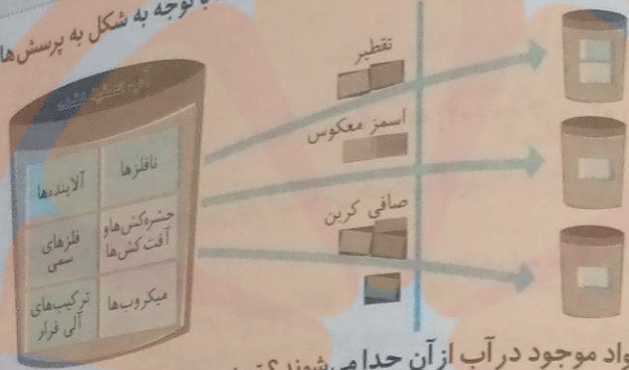 با توجه به شکل به پرسش‌ها
تقطیر
اسمز معکوس
صافی کربن
نافلزها
آلاینده‌ها
حشره‌کش‌ها و
آفت‌کش‌ها
فلزهای
سمی
میکروب‌ها
ترکیب‌های
آلی فرار
واد موجود در آب از آن جدا می‌شوند؟